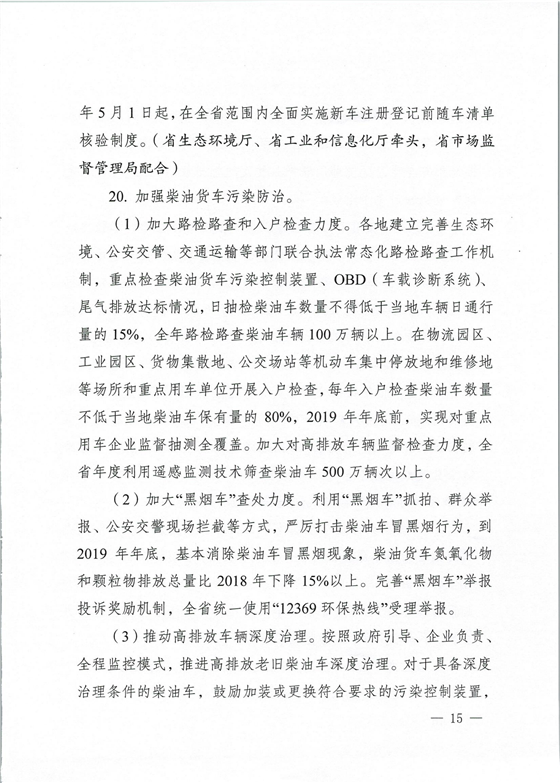 年5月1日起,在全省范围内全面实施新车注册登记前随车清单
核验制度。（省生态环境厅、省工业和信息化厅牵头，省市场监
督管理局配合）
20. 加强柴油货车污染防治。
（1）加大路检路查和入户检查力度。各地建立完善生态环
境、公安交管、交通运输等部门联合执法常态化路检路查工作机
制，重点检查柴油货车污染控制装置、OBD（车载诊断系统）、
尾气排放达标情况，日抽检柴油车数量不得低于当地车辆日通行
量的15%，全年路检路查柴油车辆100万辆以上。在物流园区、
工业园区、货物集散地、公交场站等机动车集中停放地和维修地
等场所和重点用车单位开展入户检查，每年入户检查柴油车数量
不低于当地柴油车保有量的80%，2019年年底前，实现对重点
用车企业监督抽测全覆盖。加大对高排放车辆监督检查力度，全
省年度利用遥感监测技术筛查柴油车500万辆次以上。
（2）加大“黑烟车”查处力度。利用“黑烟车”抓拍、群众举
报、公安交警现场拦截等方式，严厉打击柴油车冒黑烟行为，到
2019年年底，基本消除柴油车冒黑烟现象，柴油货车氮氧化物
和颗粒物排放总量比2018年下降15%以上。完善“黑烟车”举报
投诉奖励机制，全省统一使用“12369环保热线”受理举报。
（3）推动高排放车辆深度治理。按照政府引导、企业负责、
全程监控模式，推进高排放老旧柴油车深度治理。对于具备深度
治理条件的柴油车，鼓励加装或更换符合要求的污染控制装置，
— 15 —